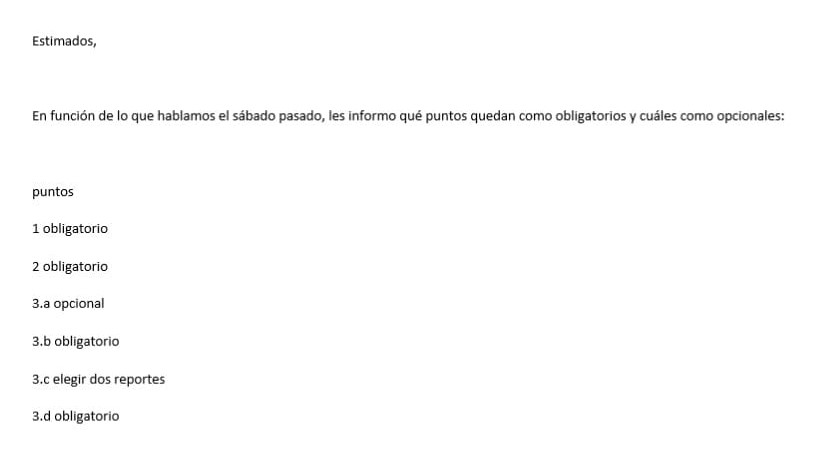 Estimados,
En función de lo que hablamos el sábado pasado, les informo qué puntos quedan como obligatorios y cuáles como opcionales:
puntos
1 obligatorio
2 obligatorio
3.a opcional
3.b obligatorio
3.c elegir dos reportes
3.d obligatorio